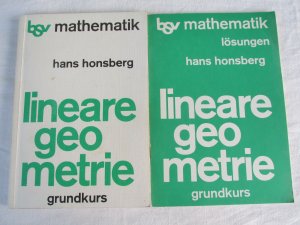 bsv mathematik
hans honsberg
lineare
geo
metrie
grundkurs
bsv mathematik
lösungen
hans honsberg
lineare
geo
metrie
grundkurs